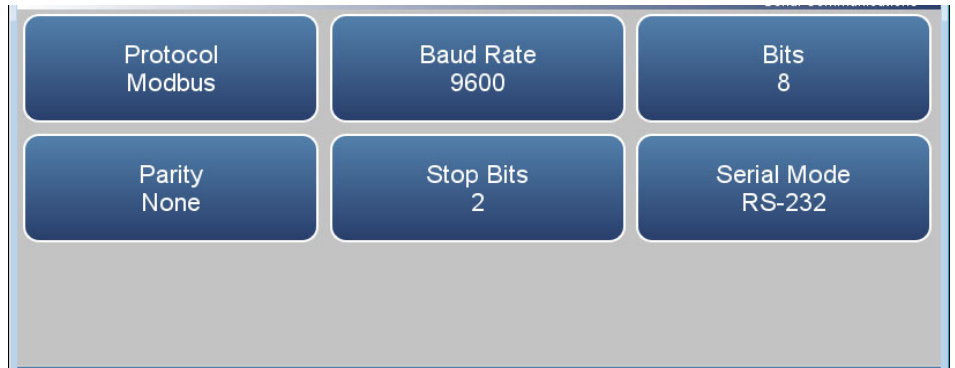 Protocol
Modbus
Baud Rate
9600
Bits
8
Parity
None
Stop Bits
2
Serial Mode
RS-232